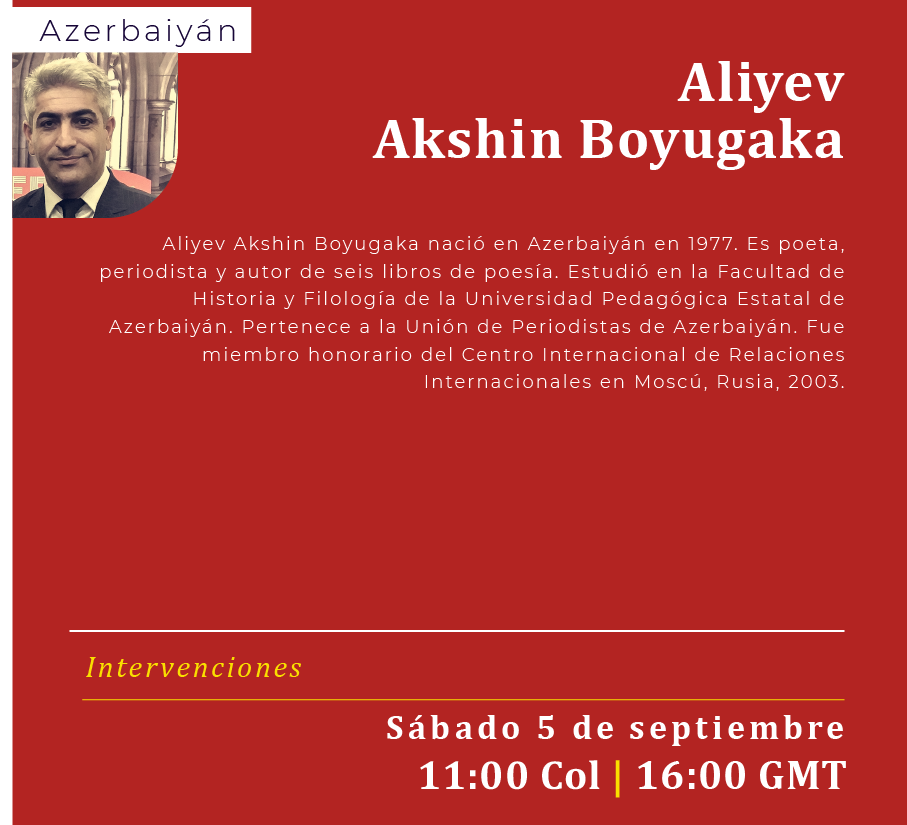 Azerbaiyán
Aliyev
Akshin Boyugaka
Aliyev Akshin Boyugaka nació en Azerbaiyán en 1977. Es poeta,
periodista y autor de seis libros de poesía. Estudió en la Facultad de
Historia y Filología de la Universidad Pedagógica Estatal de
Azerbaiyán. Pertenece a la Unión de Periodistas de Azerbaiyán. Fue
miembro honorario del Centro Internacional de Relaciones
Internacionales en Moscú, Rusia, 2003.
Intervenciones
Sábado 5 de septiembre
11:00 Col | 16:00 GMT